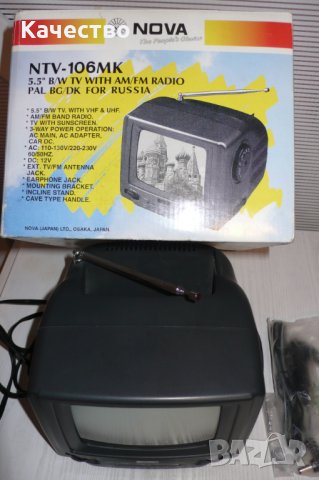 Качество
NOVA
The People's Choice
NTV-106MK
5.5" B/W TV WITH AM/FM RADIO
PAL BG/DK FOR RUSSIA
* 5.5" B/W TV. WITH VHF & UHF.
* AM/FM BAND RADIO.
* TV WITH SUNSCREEN.
* 3-WAY POWER OPERATION:
AC MAIN, AC ADAPTER,
CAR DC.
* AC: 110-130V/220-230V
60/50HZ.
* DC: 12V
* EXT. TV/FM ANTENNA
JACK.
* EARPHONE JACK.
* MOUNTING BRACKET.
* INCLINE STAND.
* CAVE TYPE HANDLE.
NOVA (JAPAN) LTD., OSAKA, JAPAN
BAZAR